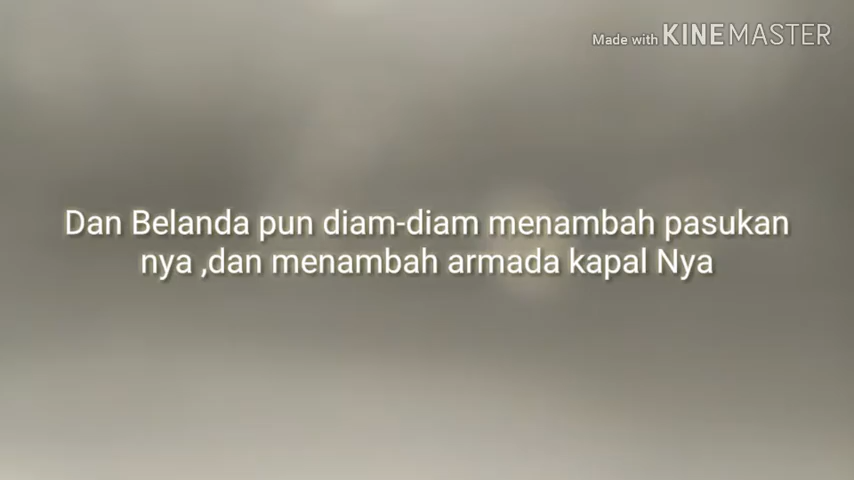 Made with KINEMASTER
Dan Belanda pun diam-diam menambah pasukan
nya ,dan menambah armada kapal Nya